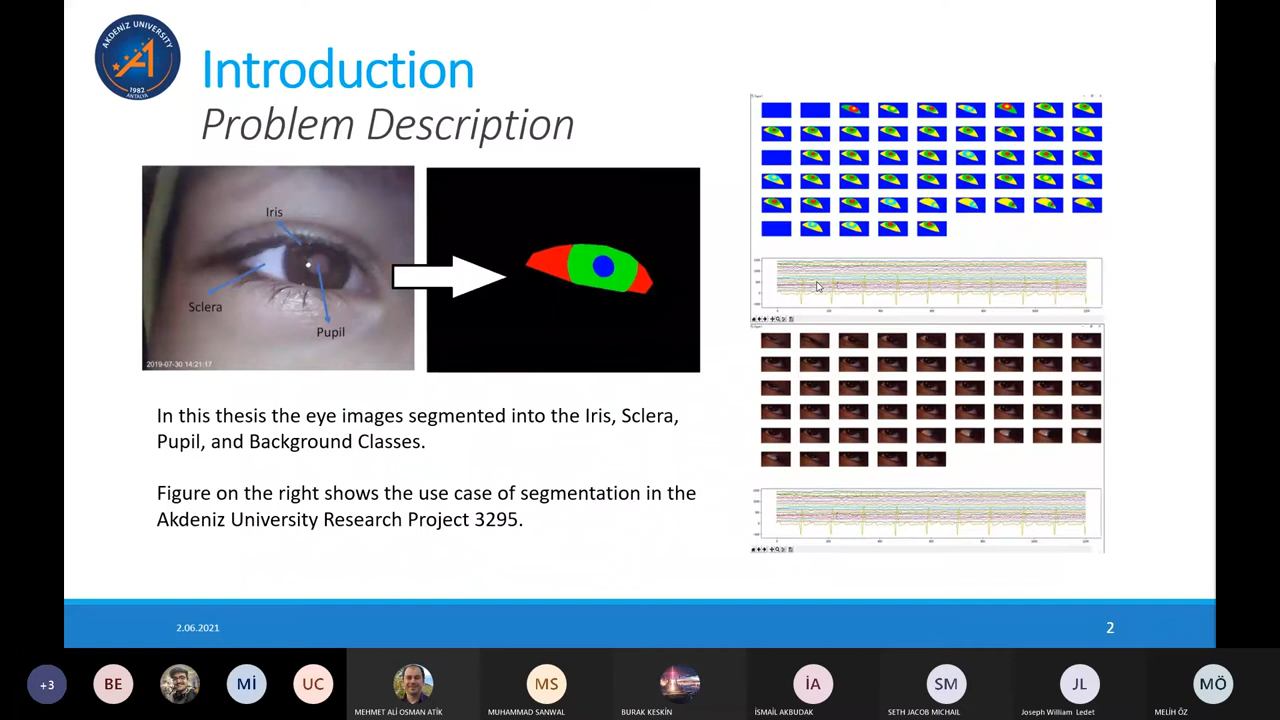 AKDENİZ UNIVERSITY
1982
ANTALYA
Introduction
Problem Description
Iris
Sclera
Pupil
2019-07-30 14:21:17
In this thesis the eye images segmented into the Iris, Sclera,
Pupil, and Background Classes.
Figure on the right shows the use case of segmentation in the
Akdeniz University Research Project 3295.
2.06.2021
2
+3
BE
Mİ
UC
MEHMET ALİ OSMAN ATİK
MS
MUHAMMAD SANWAL
BURAK KESKİN
İA
İSMAİL AKBUDAK
SM
SETH JACOB MICHAIL
JL
Joseph William Ledet
MÖ
MELİH ÖZ